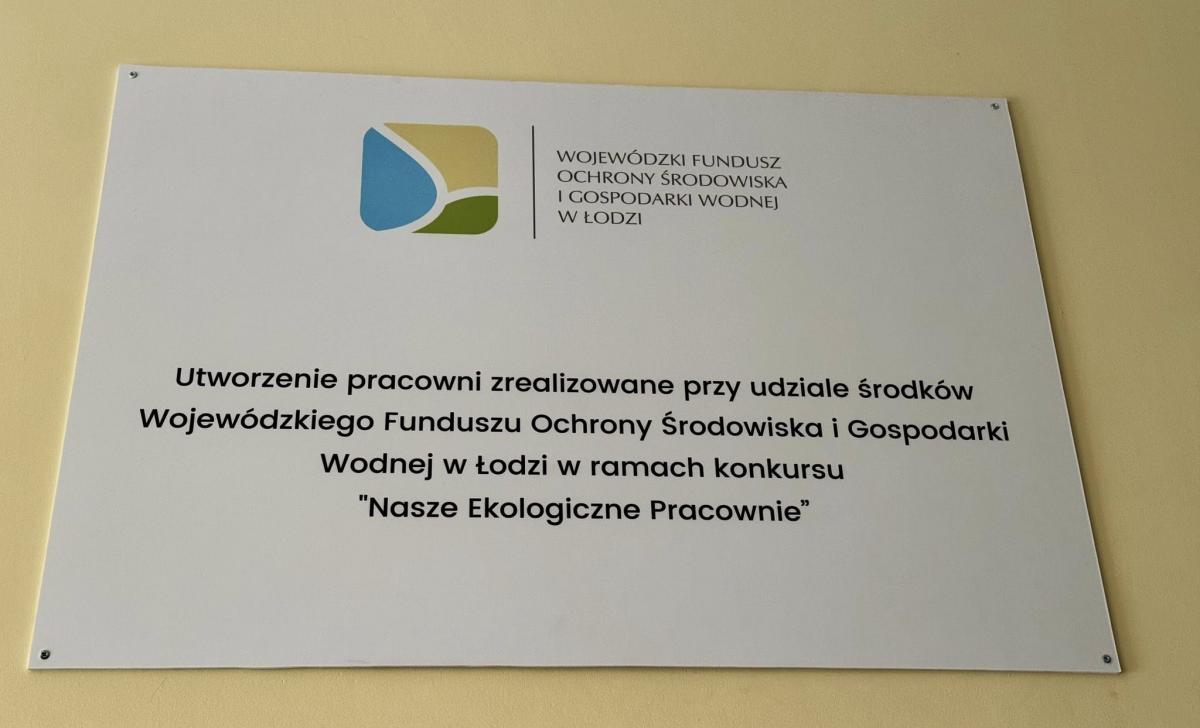 WOJEWÓDZKI FUNDUSZ
OCHRONY ŚRODOWISKA
I GOSPODARKI WODNEJ
W ŁODZI
Utworzenie pracowni zrealizowane przy udziale środków
Wojewódzkiego Funduszu Ochrony Środowiska i Gospodarki
Wodnej w Łodzi w ramach konkursu
"Nasze Ekologiczne Pracownie”